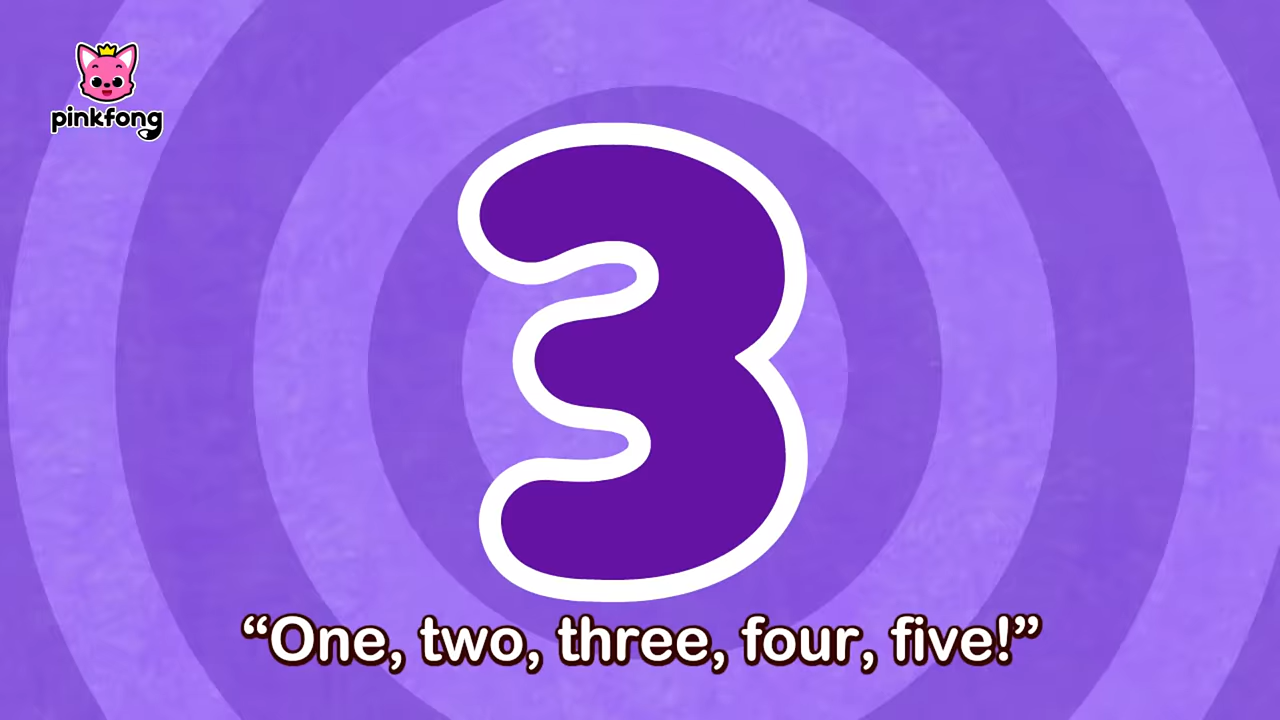 pinkfong
3
“One, two, three, four, five!”